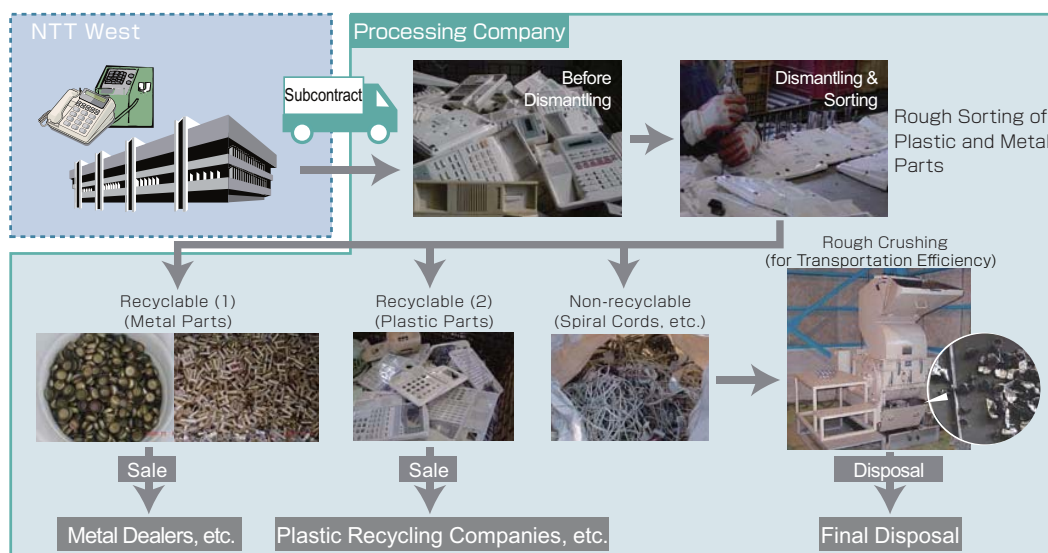 NTT West
Processing Company
Subcontract
Before
Dismantling
Dismantling &
Sorting
Rough Sorting of
Plastic and Metal
Parts
Rough Crushing
(for Transportation Efficiency)
Recyclable (1)
(Metal Parts)
Recyclable (2)
(Plastic Parts)
Non-recyclable
(Spiral Cords, etc.)
Sale
Sale
Disposal
Metal Dealers, etc.
Plastic Recycling Companies, etc.
Final Disposal